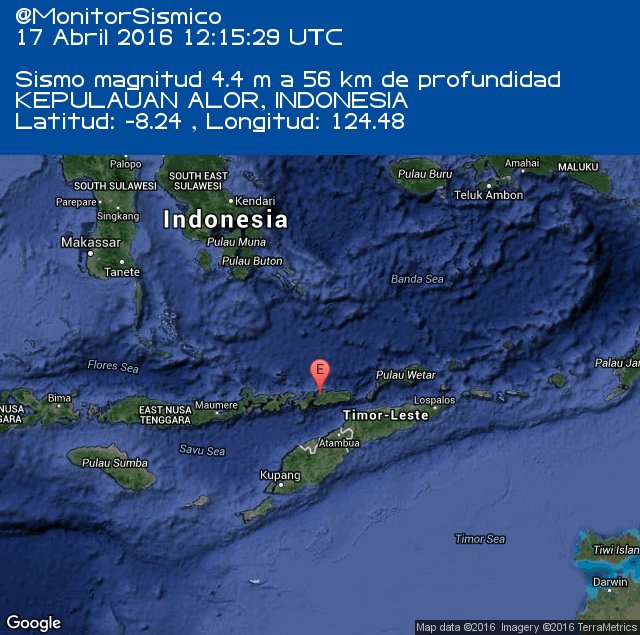 @MonitorSismico
17 Abril 2016 12:15:29 UTC
Sismo magnitud 4.4 m a 56 km de profundidad
KEPULAUAN ALOR, INDONESIA
Latitud: -8.24 , Longitud: 124.48
Palopo
SOUTH SULAWESI
Parepare
Singkang
Makassar
Tanete
SOUTH EAST
SULAWESI
Kendari
Indonesia
Pulau Muna
Pulau Buton
Pulau Buru
Amahai
MALUKU
Teluk Ambon
Banda Sea
Flores Sea
E
Pulau Wetar
Pulau Jam
NUSA
GARA
Bima
EAST NUSA
TENGGARA
Maumere
Lospalos
Timor-Leste
Atambua
Savu Sea
Pulau Sumba
Kupang
Timor Sea
Tiwi Islan
Darwin
Google
Map data ©2016 Imagery ©2016 TerraMetrics